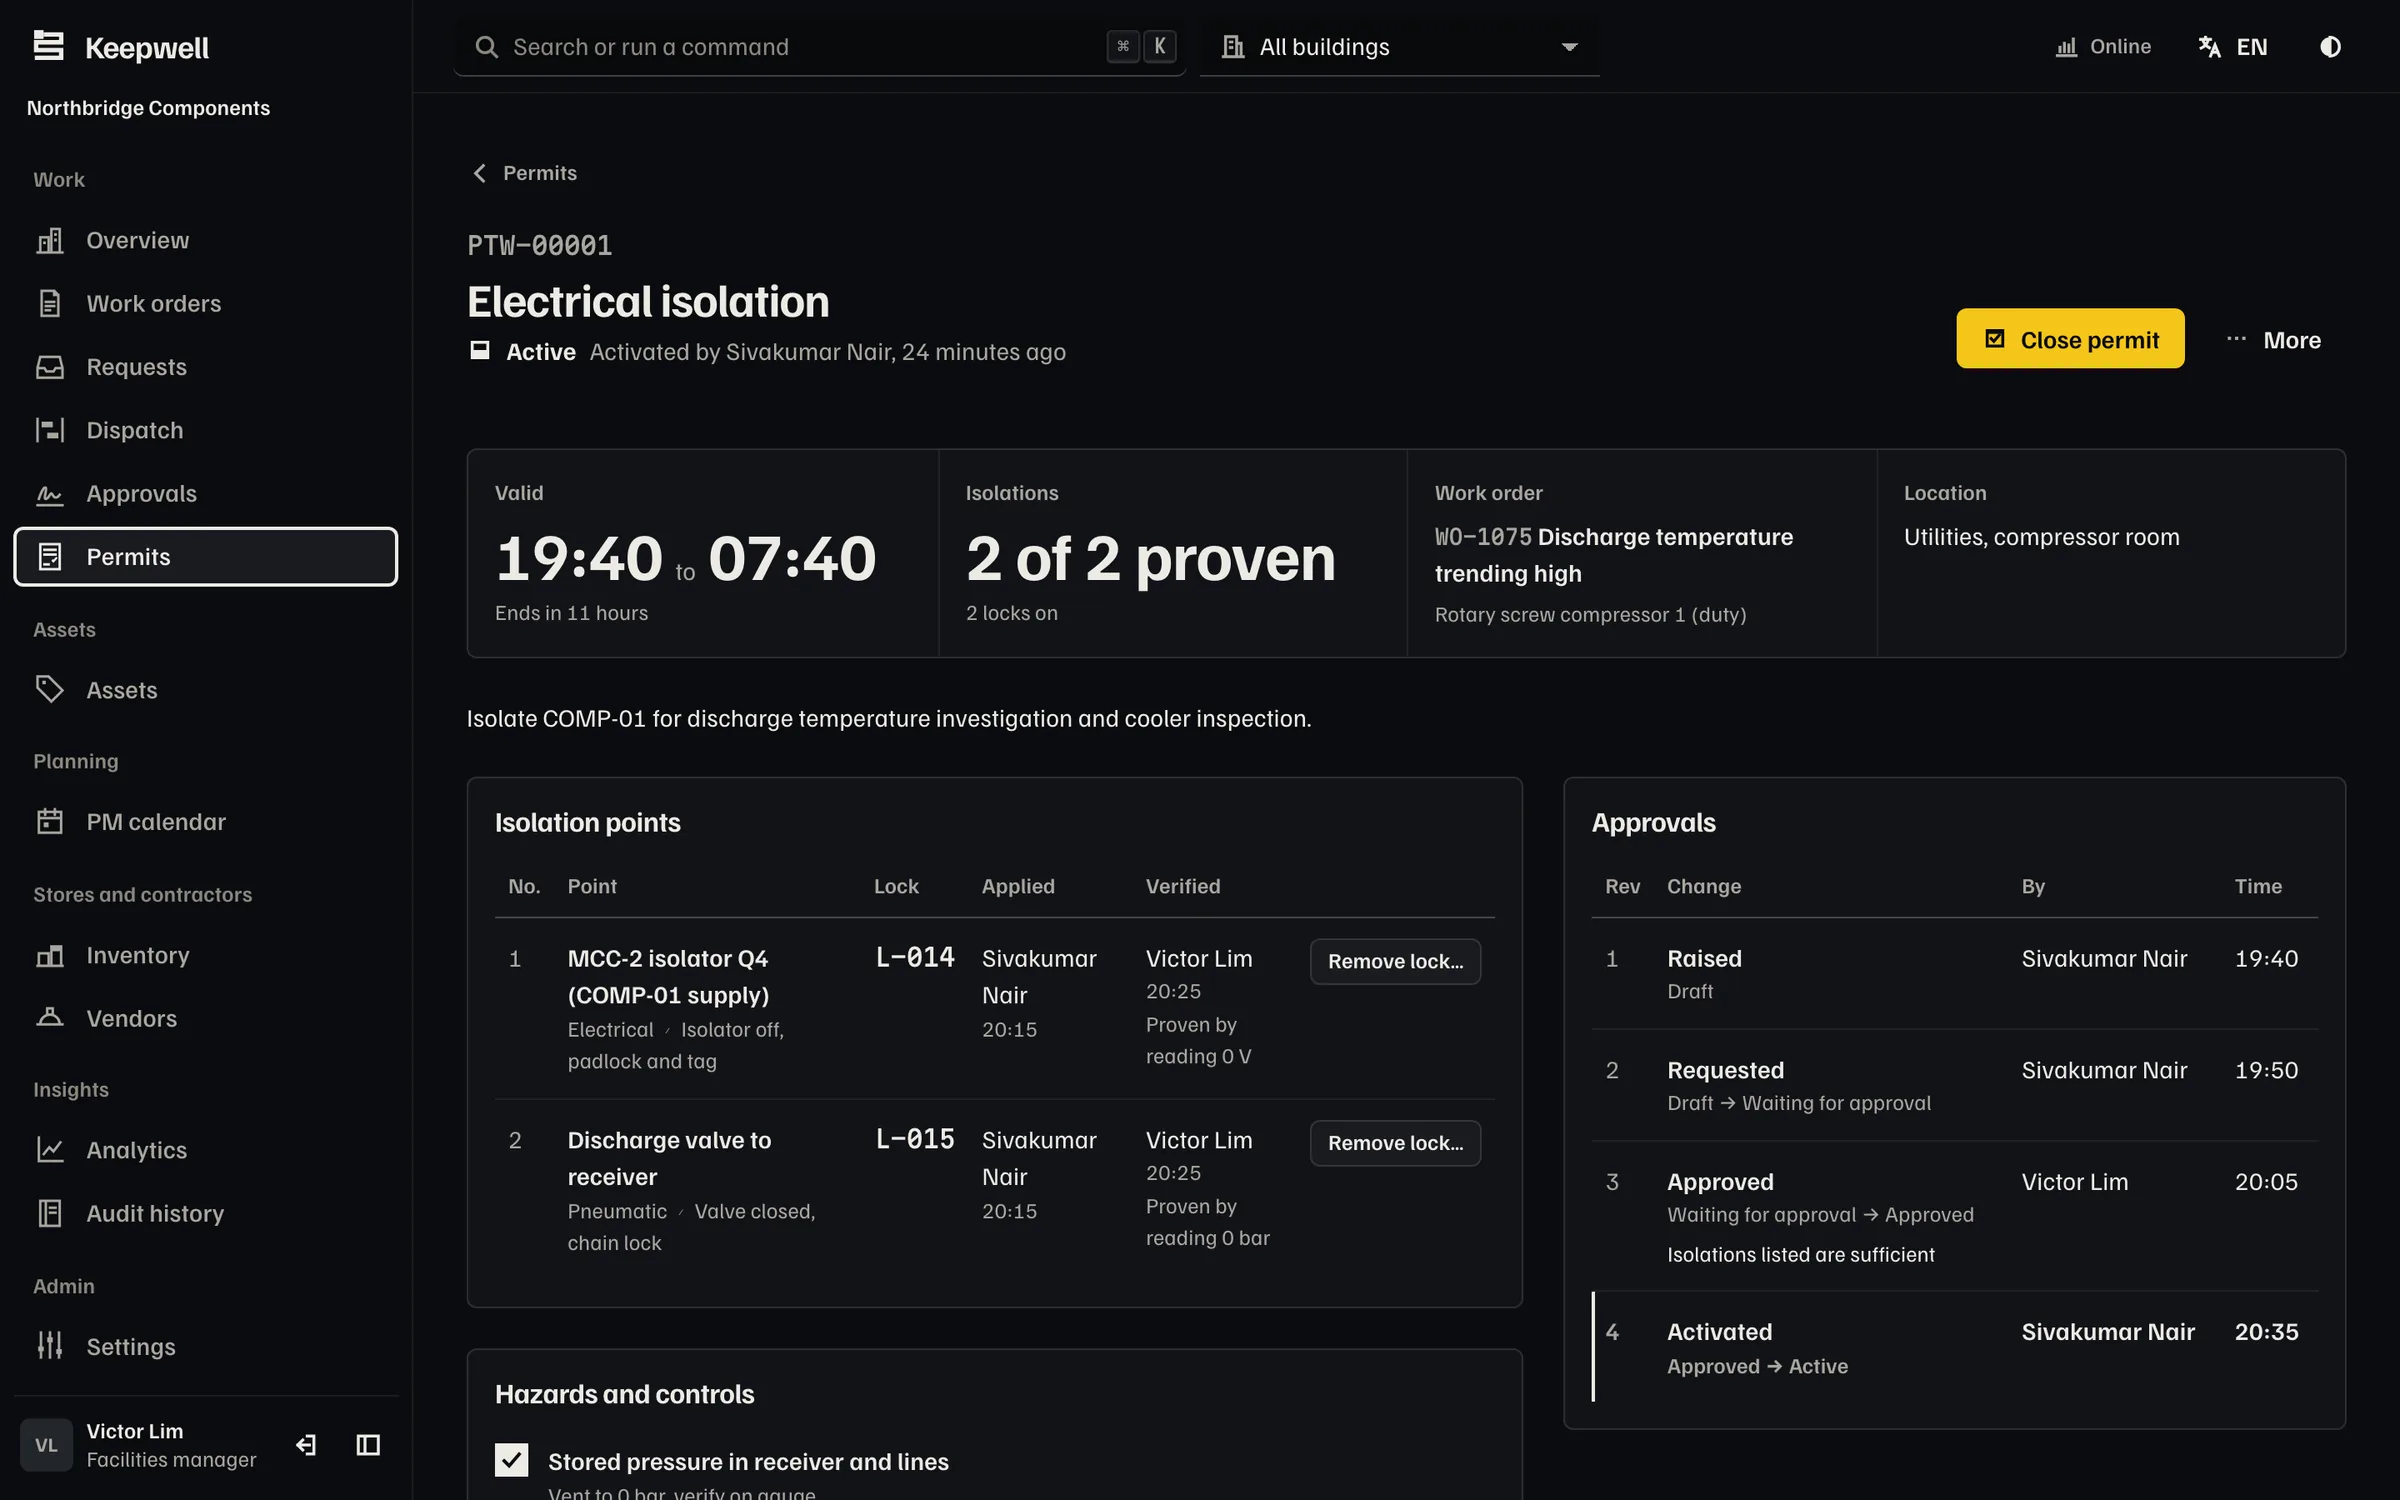 Keepwell
Northbridge Components
Work
Overview
Work orders
Requests
Dispatch
Approvals
Permits
Assets
Assets
Planning
PM calendar
Stores and contractors
Inventory
Vendors
Insights
Analytics
Audit history
Admin
Settings
VL
Victor Lim
Facilities manager
Search or run a command
⌘ K
All buildings
Online
EN
Permits
PTW-00001
Electrical isolation
Active Activated by Sivakumar Nair, 24 minutes ago
Close permit
··· More
Valid
19:40 to 07:40
Ends in 11 hours
Isolations
2 of 2 proven
2 locks on
Work order
WO-1075 Discharge temperature
trending high
Rotary screw compressor 1 (duty)
Location
Utilities, compressor room
Isolate COMP-01 for discharge temperature investigation and cooler inspection.
Isolation points
No. Point Lock Applied Verified
1 MCC-2 isolator Q4 L-014 Sivakumar Victor Lim Remove lock...
(COMP-01 supply) Nair 20:25
Electrical / Isolator off, 20:15 Proven by
padlock and tag reading 0 V
2 Discharge valve to L-015 Sivakumar Victor Lim Remove lock...
receiver Nair 20:25
Pneumatic / Valve closed, 20:15 Proven by
chain lock reading 0 bar
Approvals
Rev Change By Time
1 Raised Sivakumar Nair 19:40
Draft
2 Requested Sivakumar Nair 19:50
Draft → Waiting for approval
3 Approved Victor Lim 20:05
Waiting for approval → Approved
Isolations listed are sufficient
4 Activated Sivakumar Nair 20:35
Approved → Active
Hazards and controls
Stored pressure in receiver and lines
Vent to 0 bar, verify on gauge